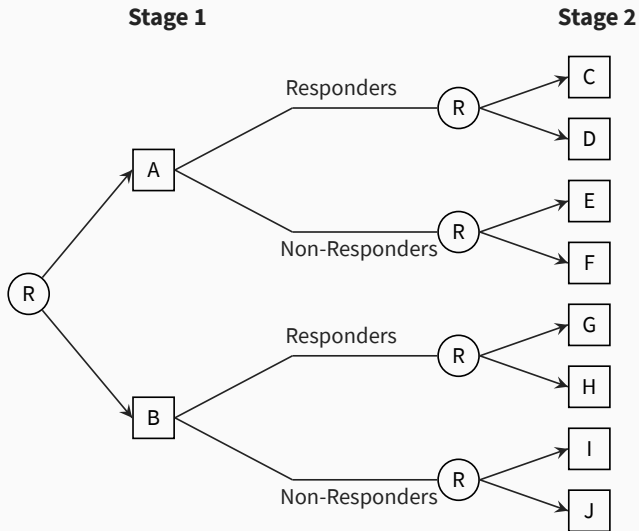 Stage 1
Stage 2
Responders
R
C
D
A
Non-Responders
R
E
F
R
Responders
R
G
H
B
Non-Responders
R
I
J